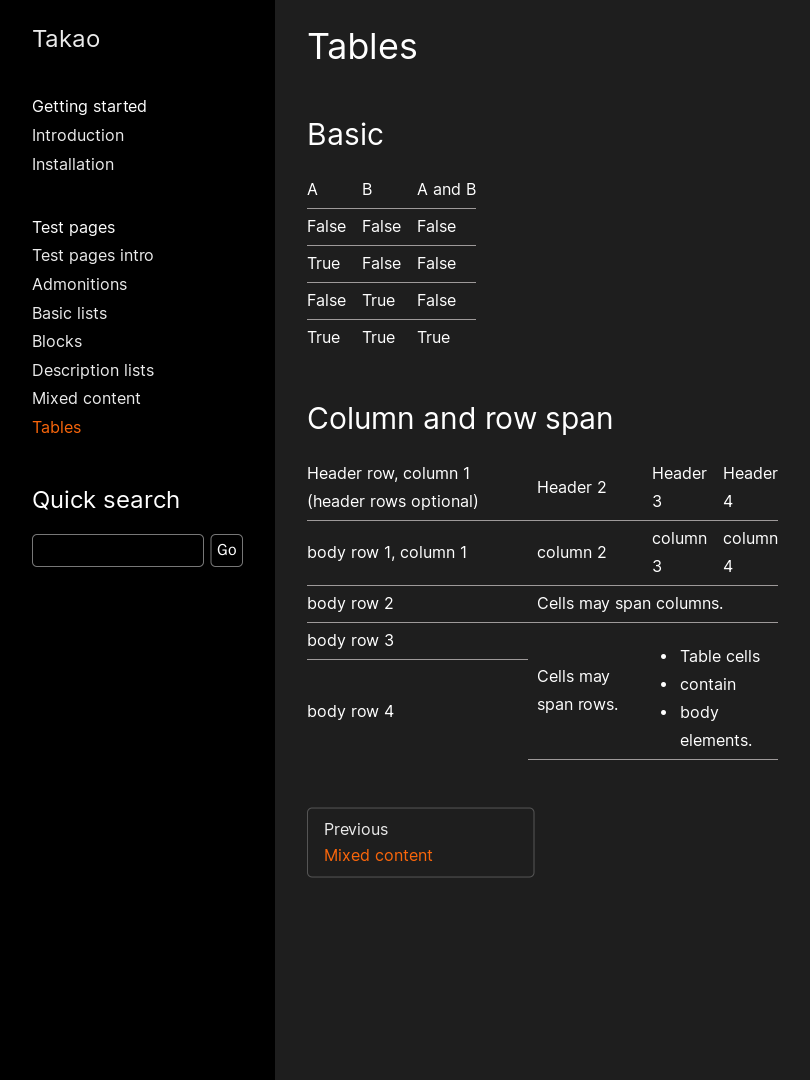 Takao
Getting started
Introduction
Installation
Test pages
Test pages intro
Admonitions
Basic lists
Blocks
Description lists
Mixed content
Tables
Quick search
Go
Tables
Basic
A B A and B
False False False
True False False
False True False
True True True
Column and row span
Header row, column 1
(header rows optional)
Header 2
Header
3
Header
4
body row 1, column 1
column 2
column
3
column
4
body row 2
Cells may span columns.
body row 3
Cells may
span rows.
• Table cells
• contain
• body
elements.
body row 4
Previous
Mixed content